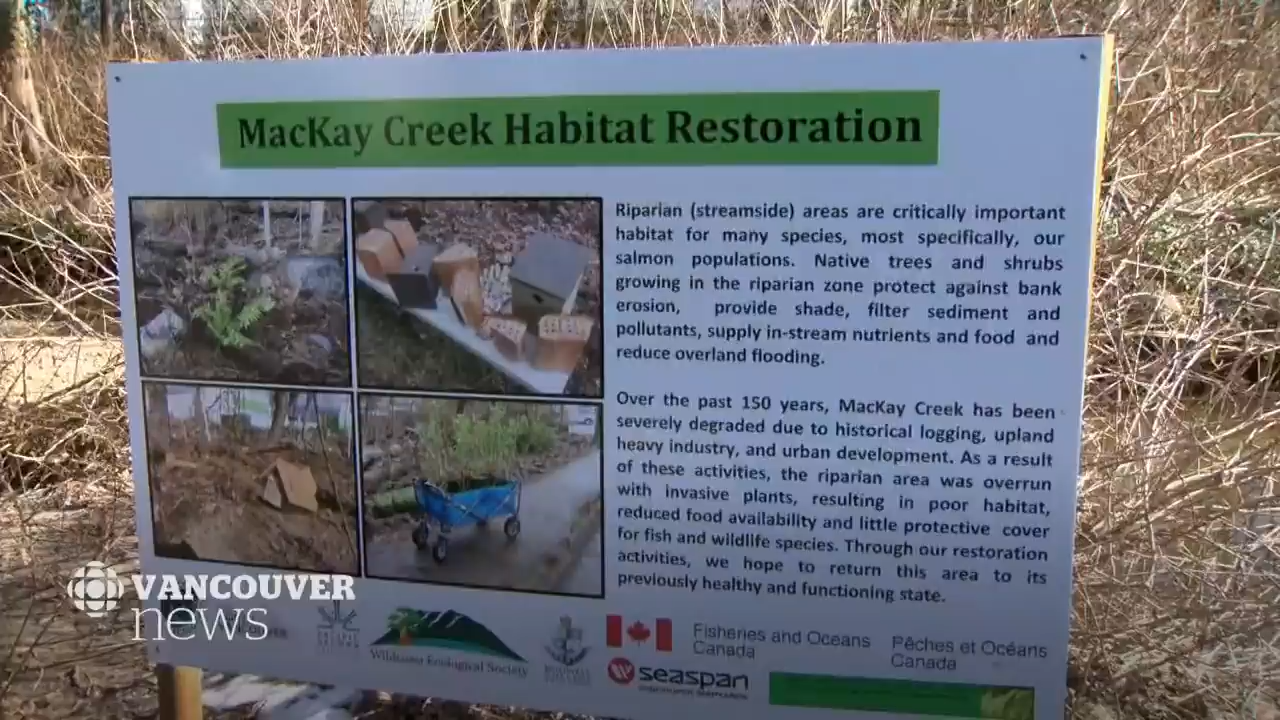 MacKay Creek Habitat Restoration
Riparian (streamside) areas are critically important
habitat for many species, most specifically, our
salmon populations. Native trees and shrubs
growing in the riparian zone protect against bank
erosion, provide shade, filter sediment and
pollutants, supply in-stream nutrients and food and
reduce overland flooding.
Over the past 150 years, MacKay Creek has been
severely degraded due to historical logging, upland
heavy industry, and urban development. As a result
of these activities, the riparian area was overrun
with invasive plants, resulting in poor habitat,
reduced food availability and little protective cover
for fish and wildlife species. Through our restoration
activities, we hope to return this area to its
previously healthy and functioning state.
VANCOUVER
news
Wildcoast Ecological Society
Fisheries and Oceans
Canada
Pêches et Océans
Canada
seaspan